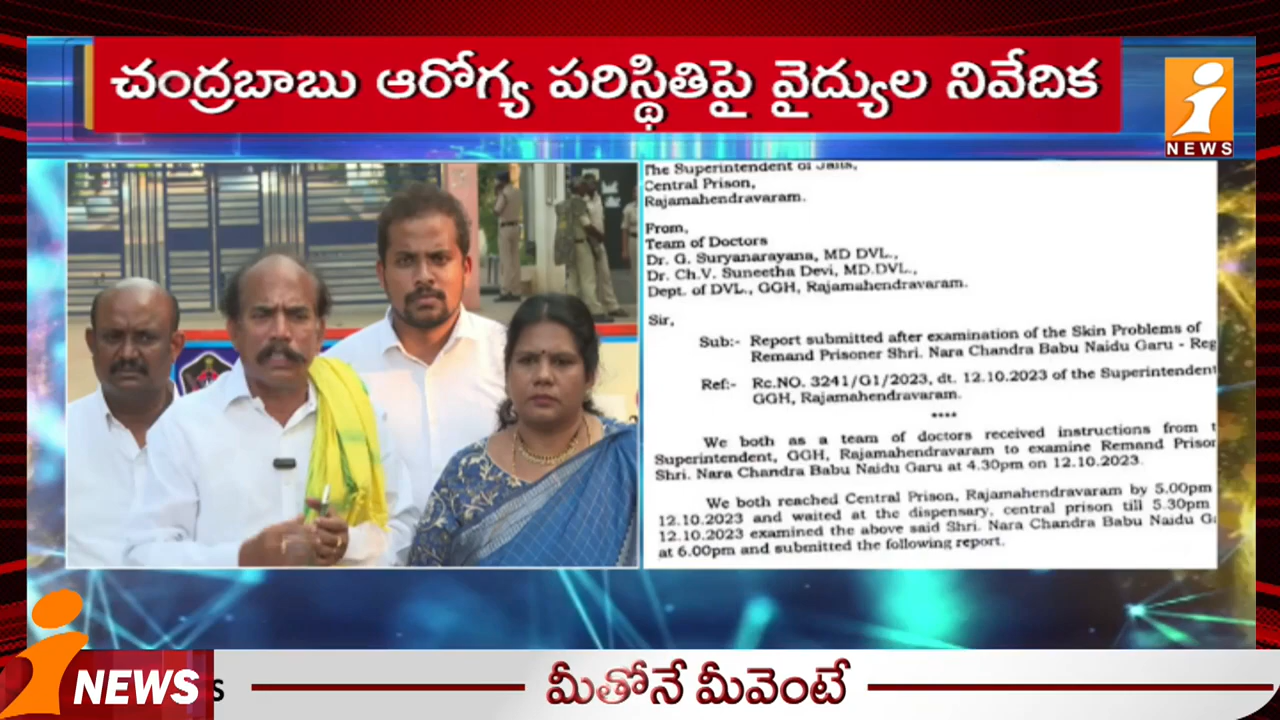 చంద్రబాబు ఆరోగ్య పరిస్థితిపై వైద్యుల నివేదిక
i
NEWS
The Superintendent of Jails,
Central Prison,
Rajamahendravaram.
From,
Team of Doctors
Dr. G. Suryanarayana, MD DVL.,
Dr. Ch.V. Suneetha Devi, MD.DVL.,
Dept. of DVL., GGH, Rajamahendravaram.
Sir,
Sub:- Report submitted after examination of the Skin Problems of
Remand Prisoner Shri. Nara Chandra Babu Naidu Garu - Reg
Ref:- Rc.NO. 3241/G1/2023, dt. 12.10.2023 of the Superintendent
GGH, Rajamahendravaram.
****
We both as a team of doctors received instructions from t
Superintendent, GGH, Rajamahendravaram to examine Remand Prison
Shri. Nara Chandra Babu Naidu Garu at 4.30pm on 12.10.2023.
We both reached Central Prison, Rajamahendravaram by 5.00pm
12.10.2023 and waited at the dispensary, central prison till 5.30pm
12.10.2023 examined the above said Shri. Nara Chandra Babu Naidu Ga
at 6.00pm and submitted the following report.
i NEWS S
మీతోనే మీవెంటే